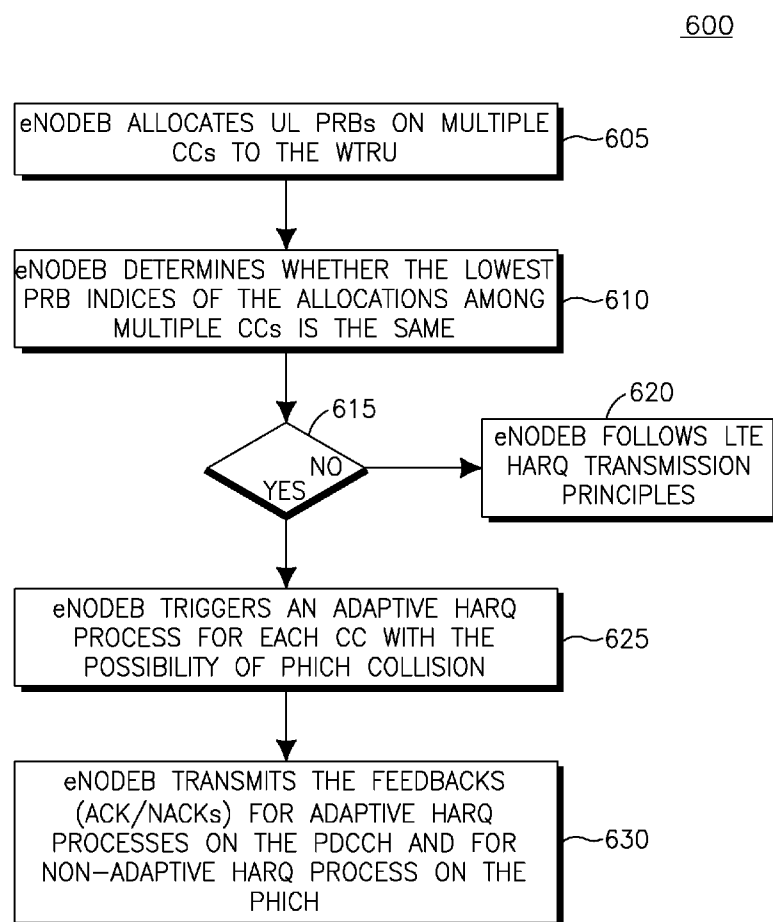 600
eNODEB ALLOCATES UL PRBs ON MULTIPLE
CCs TO THE WTRU
605
eNODEB DETERMINES WHETHER THE LOWEST
PRB INDICES OF THE ALLOCATIONS AMONG
MULTIPLE CCs IS THE SAME
610
615
NO
YES
620
eNODEB FOLLOWS LTE
HARQ TRANSMISSION
PRINCIPLES
eNODEB TRIGGERS AN ADAPTIVE HARQ
PROCESS FOR EACH CC WITH THE
POSSIBILITY OF PHICH COLLISION
625
eNODEB TRANSMITS THE FEEDBACKS
(ACK/NACKs) FOR ADAPTIVE HARQ
PROCESSES ON THE PDCCH AND FOR
NON-ADAPTIVE HARQ PROCESS ON THE
PHICH
630